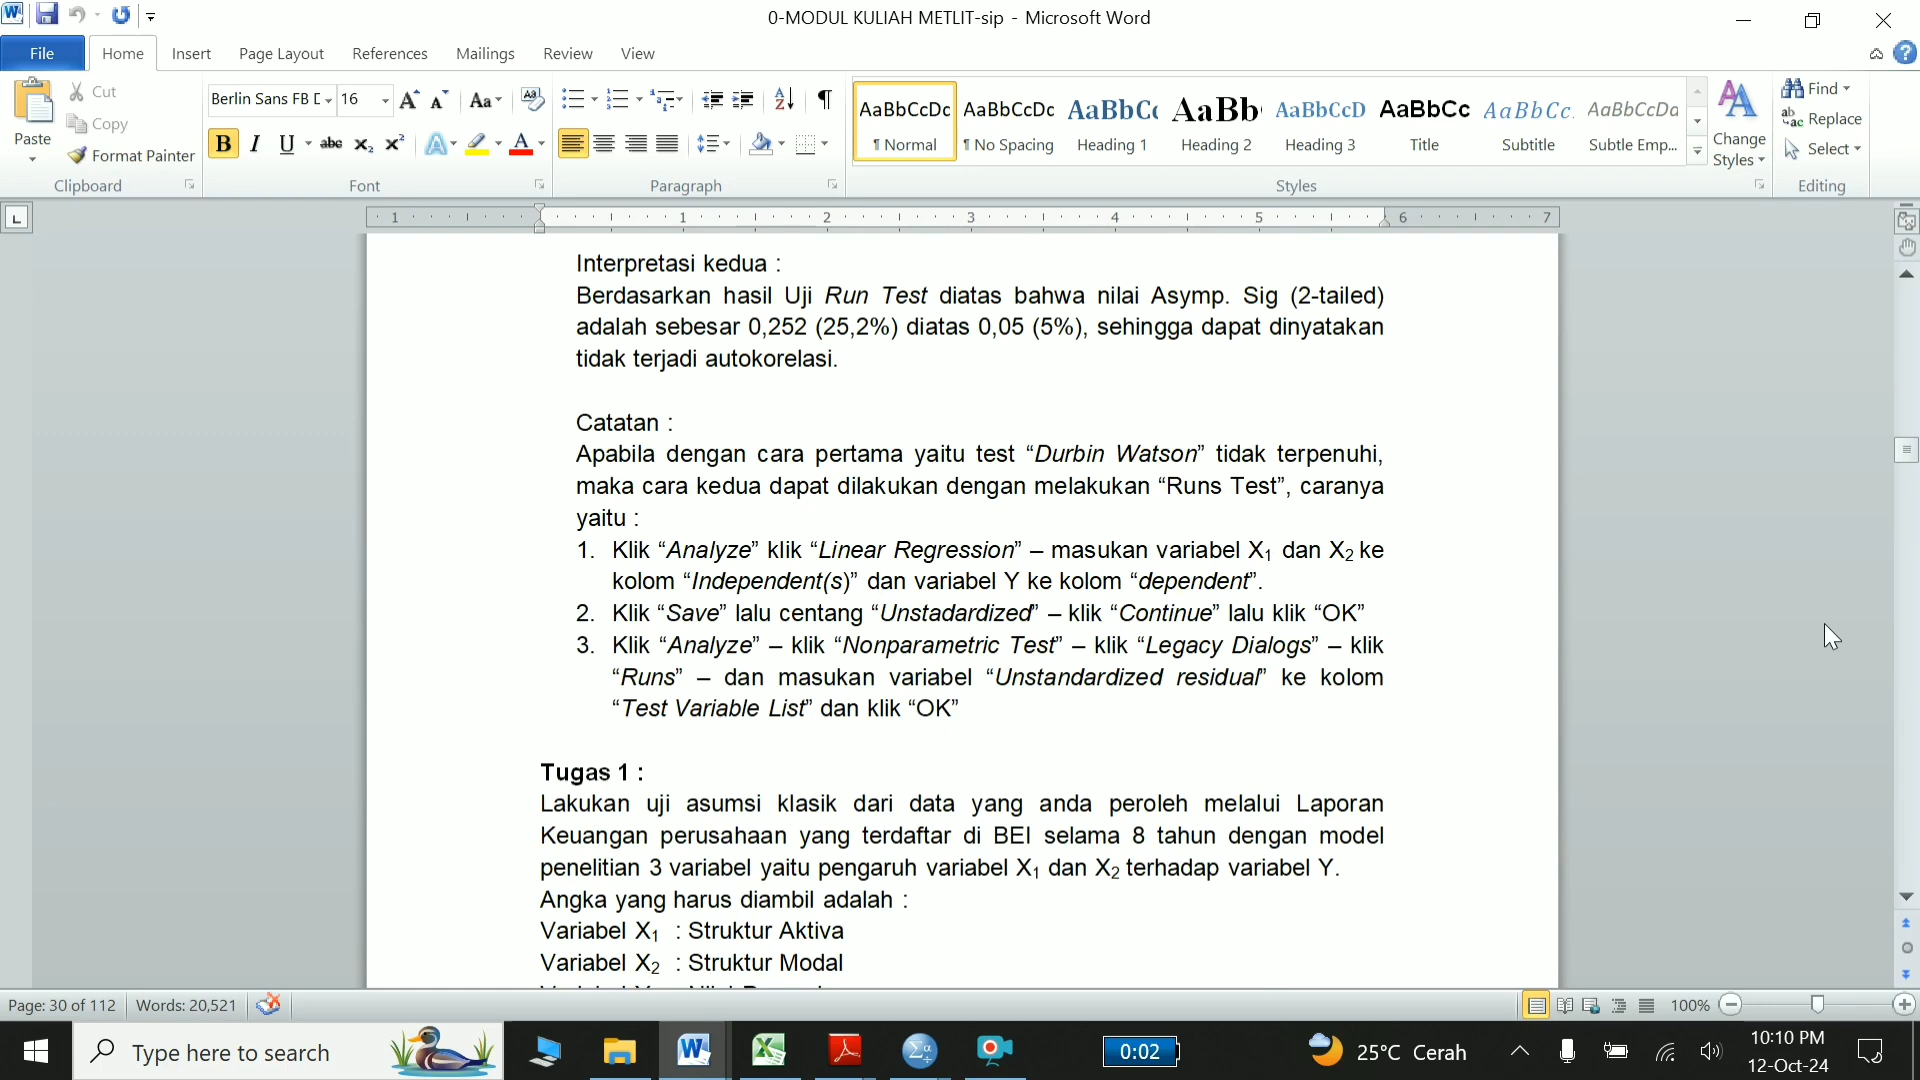 0-MODUL KULIAH METLIT-sip - Microsoft Word
File Home Insert Page Layout References Mailings Review View
Paste
Cut
Copy
Format Painter
Clipboard
Berlin Sans FB D 16
Font
Paragraph
AaBbCcDc AaBbCcDc AaBbC AaBb AaBbCcD AaBbCc AaBbCc. AaBbCcDa
¶ Normal ¶ No Spacing Heading 1 Heading 2 Heading 3 Title Subtitle Subtle Emp...
Change Styles
Styles
Find
Replace
Select
Editing
1 1 2 3 4 5 6 7
Interpretasi kedua :
Berdasarkan hasil Uji Run Test diatas bahwa nilai Asymp. Sig (2-tailed)
adalah sebesar 0,252 (25,2%) diatas 0,05 (5%), sehingga dapat dinyatakan
tidak terjadi autokorelasi.
Catatan :
Apabila dengan cara pertama yaitu test “Durbin Watson” tidak terpenuhi,
maka cara kedua dapat dilakukan dengan melakukan “Runs Test”, caranya
yaitu :
1. Klik “Analyze” klik “Linear Regression” – masukan variabel X1 dan X2 ke
kolom “Independent(s)” dan variabel Y ke kolom “dependent”.
2. Klik “Save” lalu centang “Unstadardized” – klik “Continue” lalu klik “OK”
3. Klik “Analyze” – klik “Nonparametric Test” – klik “Legacy Dialogs” – klik
“Runs” – dan masukan variabel “Unstandardized residual” ke kolom
“Test Variable List” dan klik “OK”
Tugas 1 :
Lakukan uji asumsi klasik dari data yang anda peroleh melalui Laporan
Keuangan perusahaan yang terdaftar di BEI selama 8 tahun dengan model
penelitian 3 variabel yaitu pengaruh variabel X1 dan X2 terhadap variabel Y.
Angka yang harus diambil adalah :
Variabel X1 : Struktur Aktiva
Variabel X2 : Struktur Modal
Page: 30 of 112 Words: 20,521 100%
Type here to search
0:02
25°C Cerah
10:10 PM
12-Oct-24